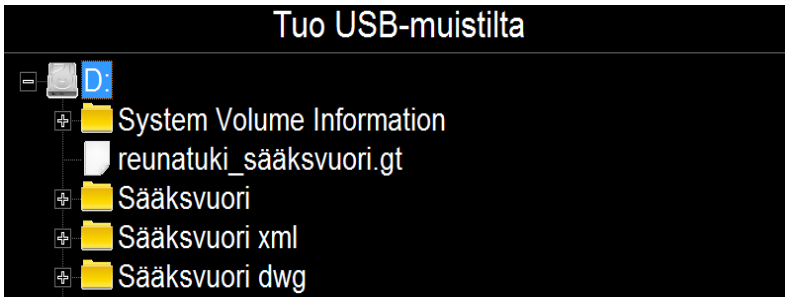 Tuo USB-muistilta
D:
System Volume Information
reunatuki_sääksvuori.gt
Sääksvuori
Sääksvuori xml
Sääksvuori dwg